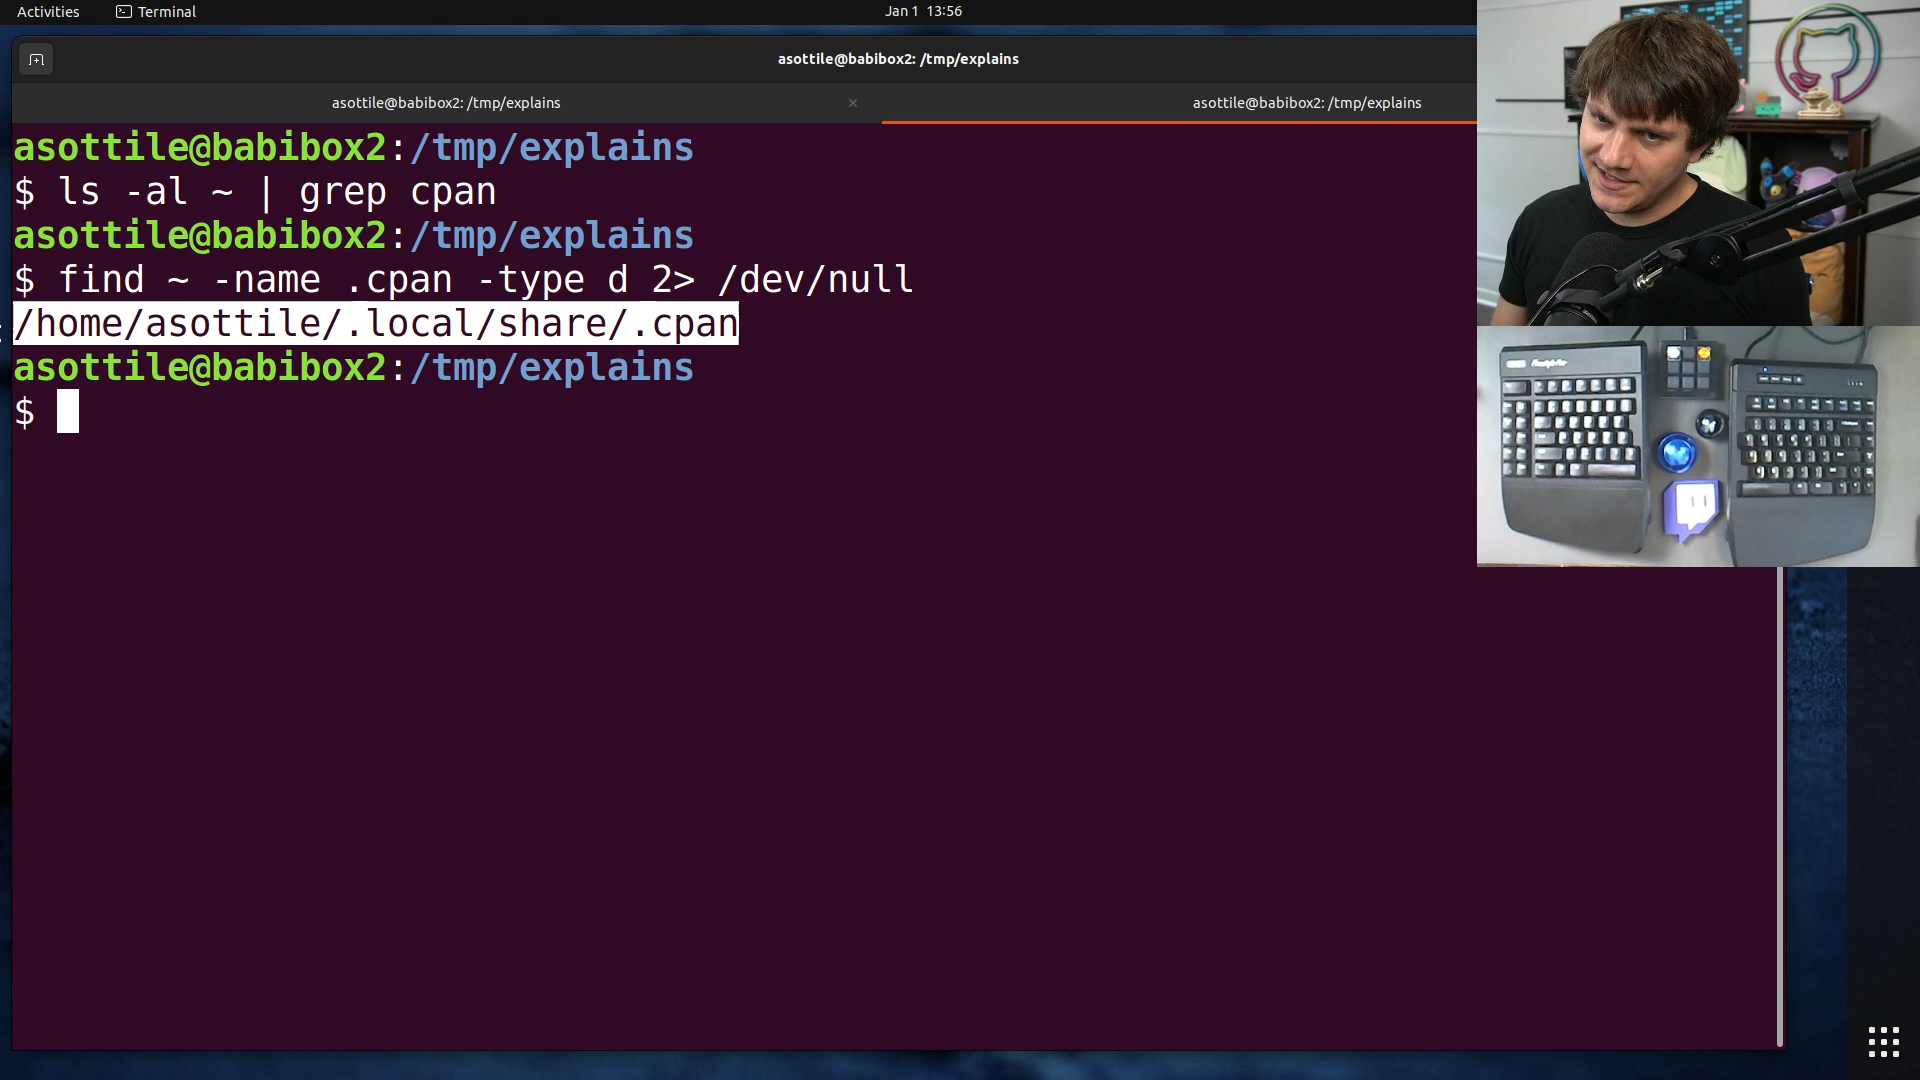 Activities
Terminal
Jan 1 13:56
asottile@babibox2: /tmp/explains
asottile@babibox2: /tmp/explains
×
asottile@babibox2: /tmp/explains
asottile@babibox2:/tmp/explains
$ ls -al ~ | grep cpan
asottile@babibox2:/tmp/explains
$ find ~ -name .cpan -type d 2> /dev/null
/home/asottile/.local/share/.cpan
asottile@babibox2:/tmp/explains
$